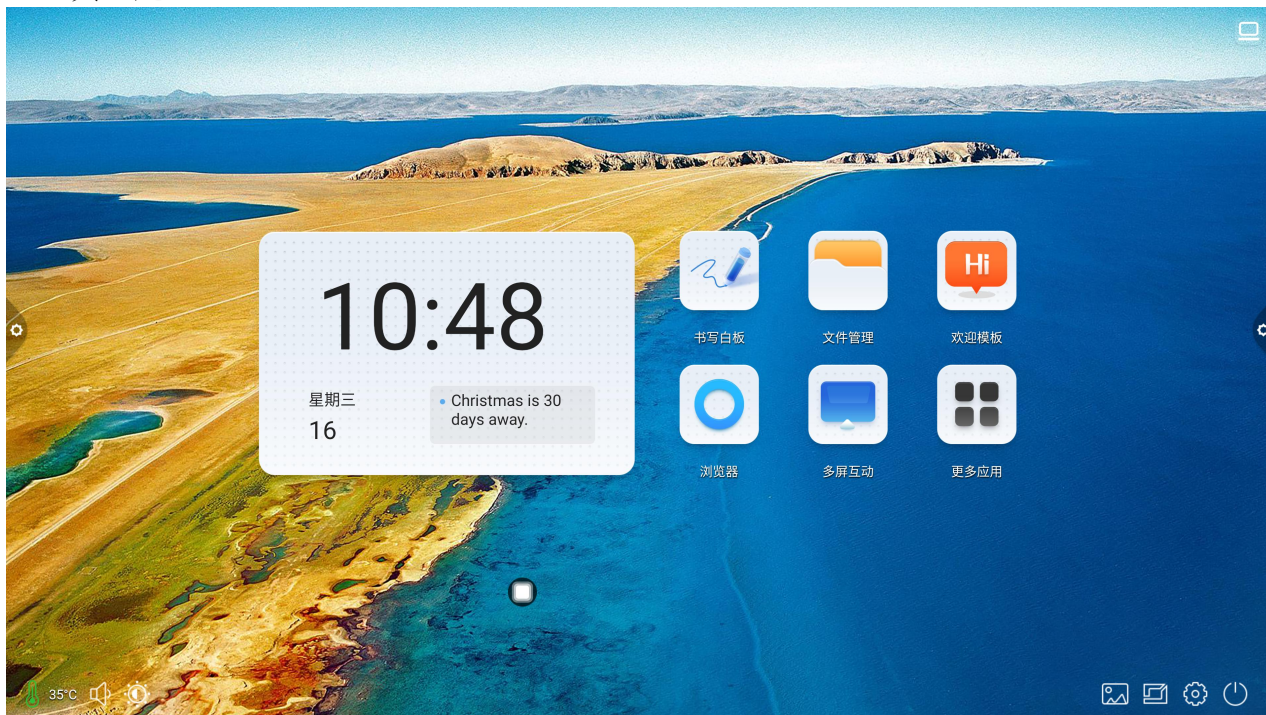 10:48
星期三
16
Christmas is 30
days away.
Hi
书写白板
文件管理
欢迎模板
浏览器
多屏互动
更多应用
35°C